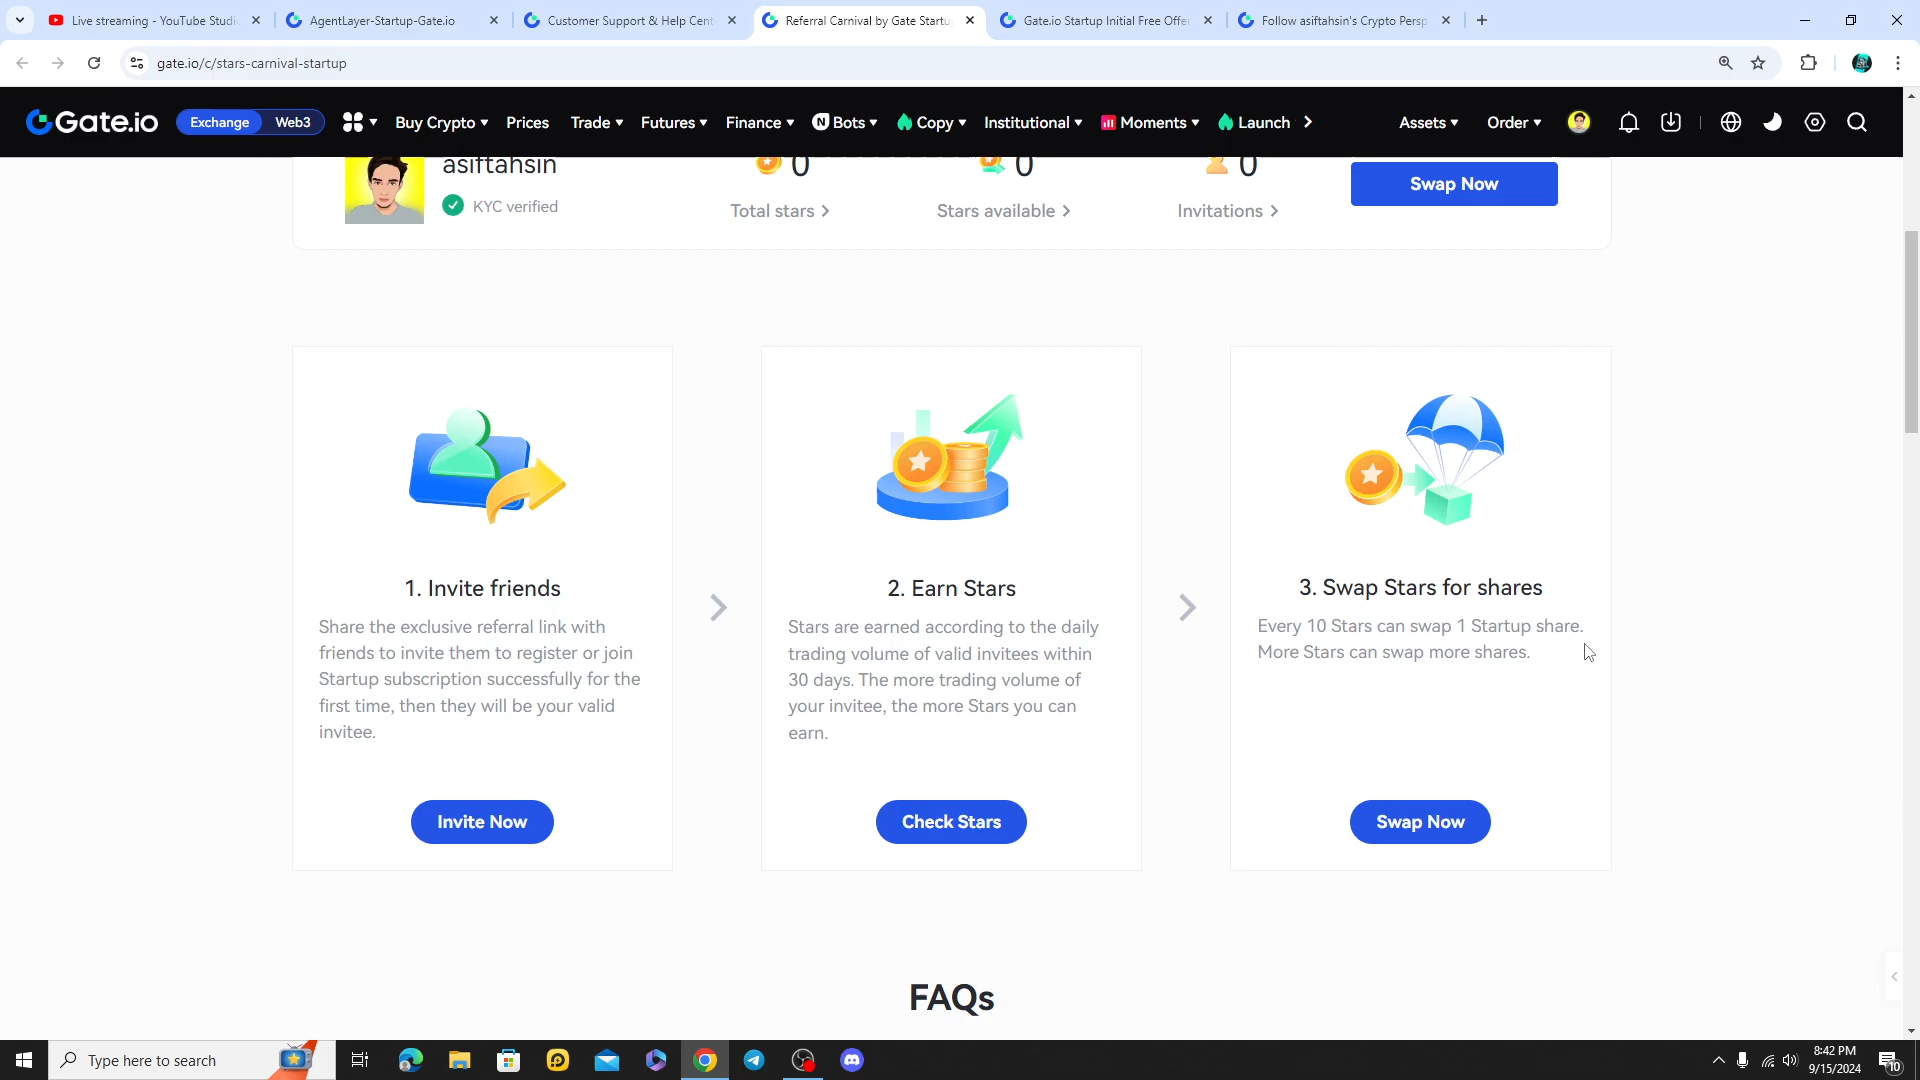 Live streaming - YouTube Studi
AgentLayer-Startup-Gate.io
Customer Support & Help Cent
Referral Carnival by Gate Startu
Gate.io Startup Initial Free Offe
Follow asiftahsin's Crypto Persp
gate.io/c/stars-carnival-startup
Gate.io
Exchange
Web3
Buy Crypto
Prices
Trade
Futures
Finance
Bots
Copy
Institutional
Moments
Launch
Assets
Order
asiftahsin
KYC verified
0
Total stars
0
Stars available
0
Invitations
Swap Now
1. Invite friends
Share the exclusive referral link with
friends to invite them to register or join
Startup subscription successfully for the
first time, then they will be your valid
invitee.
Invite Now
2. Earn Stars
Stars are earned according to the daily
trading volume of valid invitees within
30 days. The more trading volume of
your invitee, the more Stars you can
earn.
Check Stars
3. Swap Stars for shares
Every 10 Stars can swap 1 Startup share.
More Stars can swap more shares.
Swap Now
FAQs
Type here to search
8:42 PM
9/15/2024
10